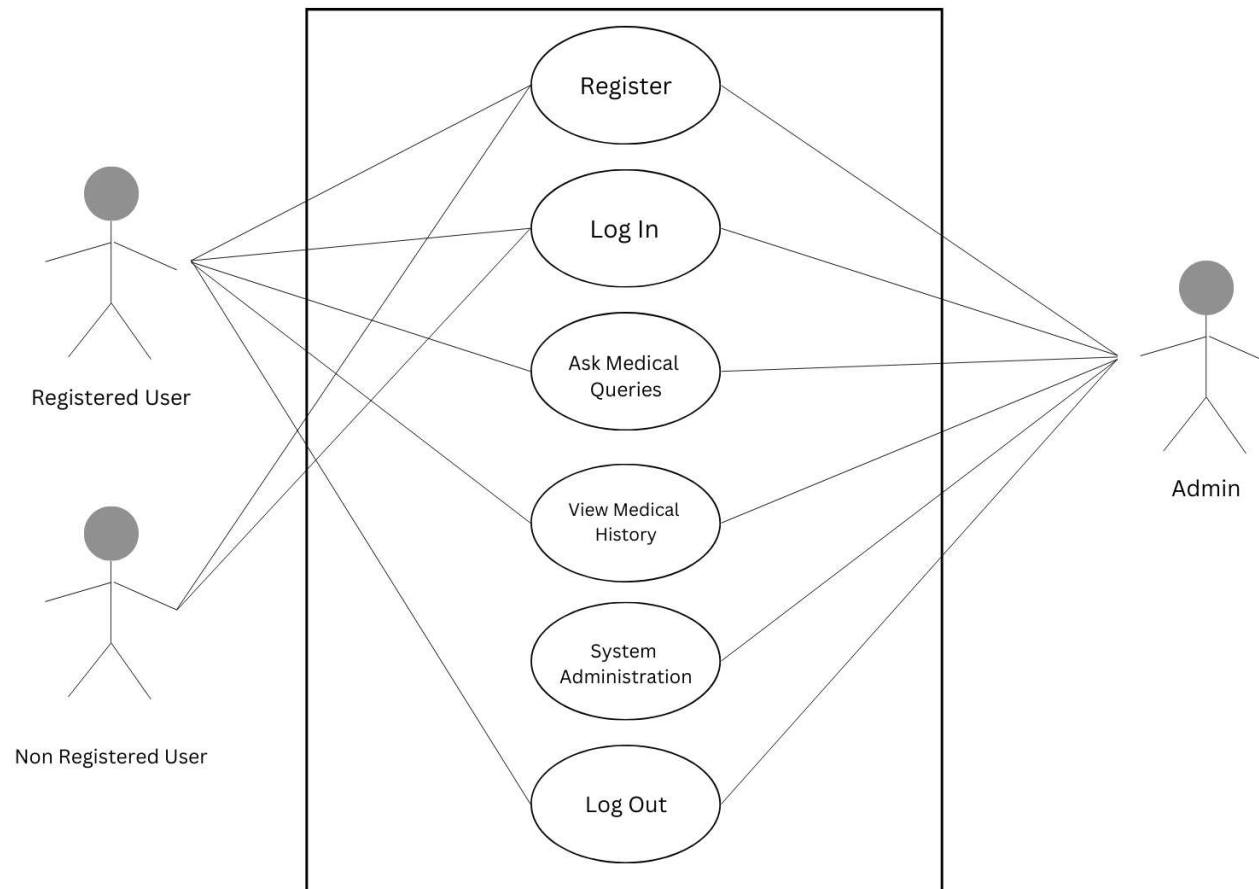 Register
Log In
Ask Medical
Queries
Registered User
View Medical
History
Admin
System
Administration
Non Registered User
Log Out